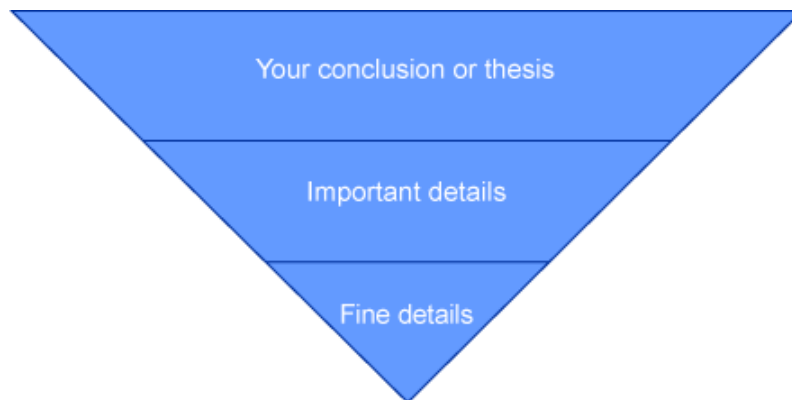 Your conclusion or thesis
Important details
Fine details